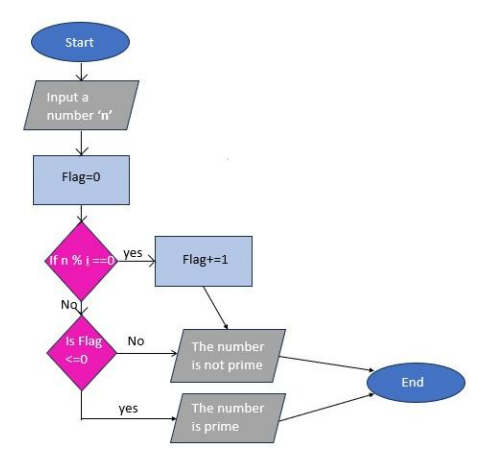 Start
Input a
number ‘n’
Flag=0
If n % i ==0
yes
Flag+=1
No
Is Flag
<=0
No
The number
is not prime
End
yes
The number
is prime